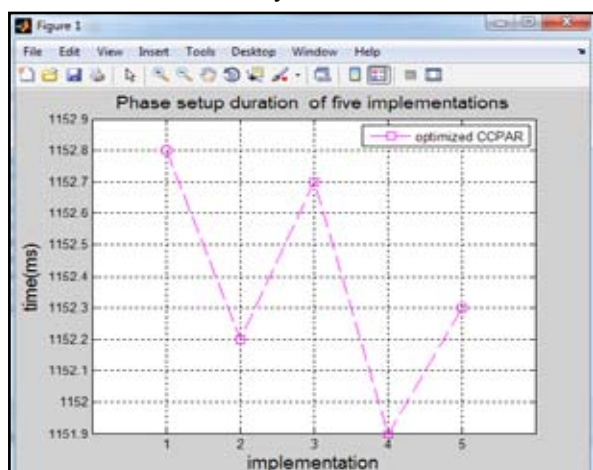 Figure 1
File Edit View Insert Tools Desktop Window Help
Phase setup duration of five implementations
optimized CCPAR
1152.9
1152.8
1152.7
1152.6
1152.5
1152.4
1152.3
1152.2
1152.1
1152
1151.9
time(ms)
1 2 3 4 5
implementation